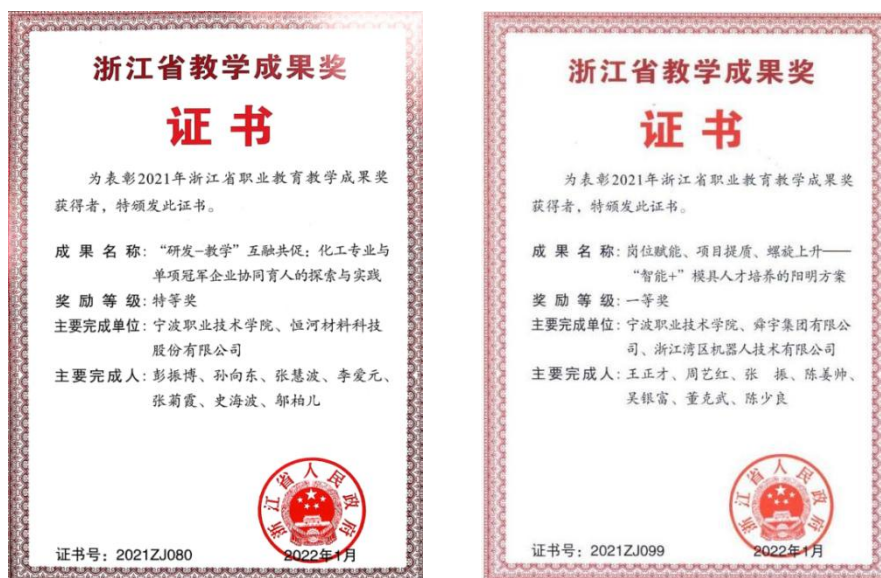 浙江省教学成果奖
证书
为表彰2021年浙江省职业教育教学成果奖
获得者，特颁发此证书。
成果名称：“研发-教学”互融共促：化工专业与
单项冠军企业协同育人的探索与实践
奖励等级：特等奖
主要完成单位：宁波职业技术学院、恒河材料科技
股份有限公司
主要完成人：彭振博、孙向东、张慧波、李爱元、
张菊霞、史海波、邬柏儿
浙江省人民政府
证书号：2021ZJ080
2022年1月
浙江省教学成果奖
证书
为表彰2021年浙江省职业教育教学成果奖
获得者，特颁发此证书。
成果名称：岗位赋能、项目提质、螺旋上升——
“智能+”模具人才培养的阳明方案
奖励等级：一等奖
主要完成单位：宁波职业技术学院、舜宇集团有限公
司、浙江湾区机器人技术有限公司
主要完成人：王正才、周艺红、张　振、陈姜帅、
吴银富、董克武、陈少良
浙江省人民政府
证书号：2021ZJ099
2022年1月